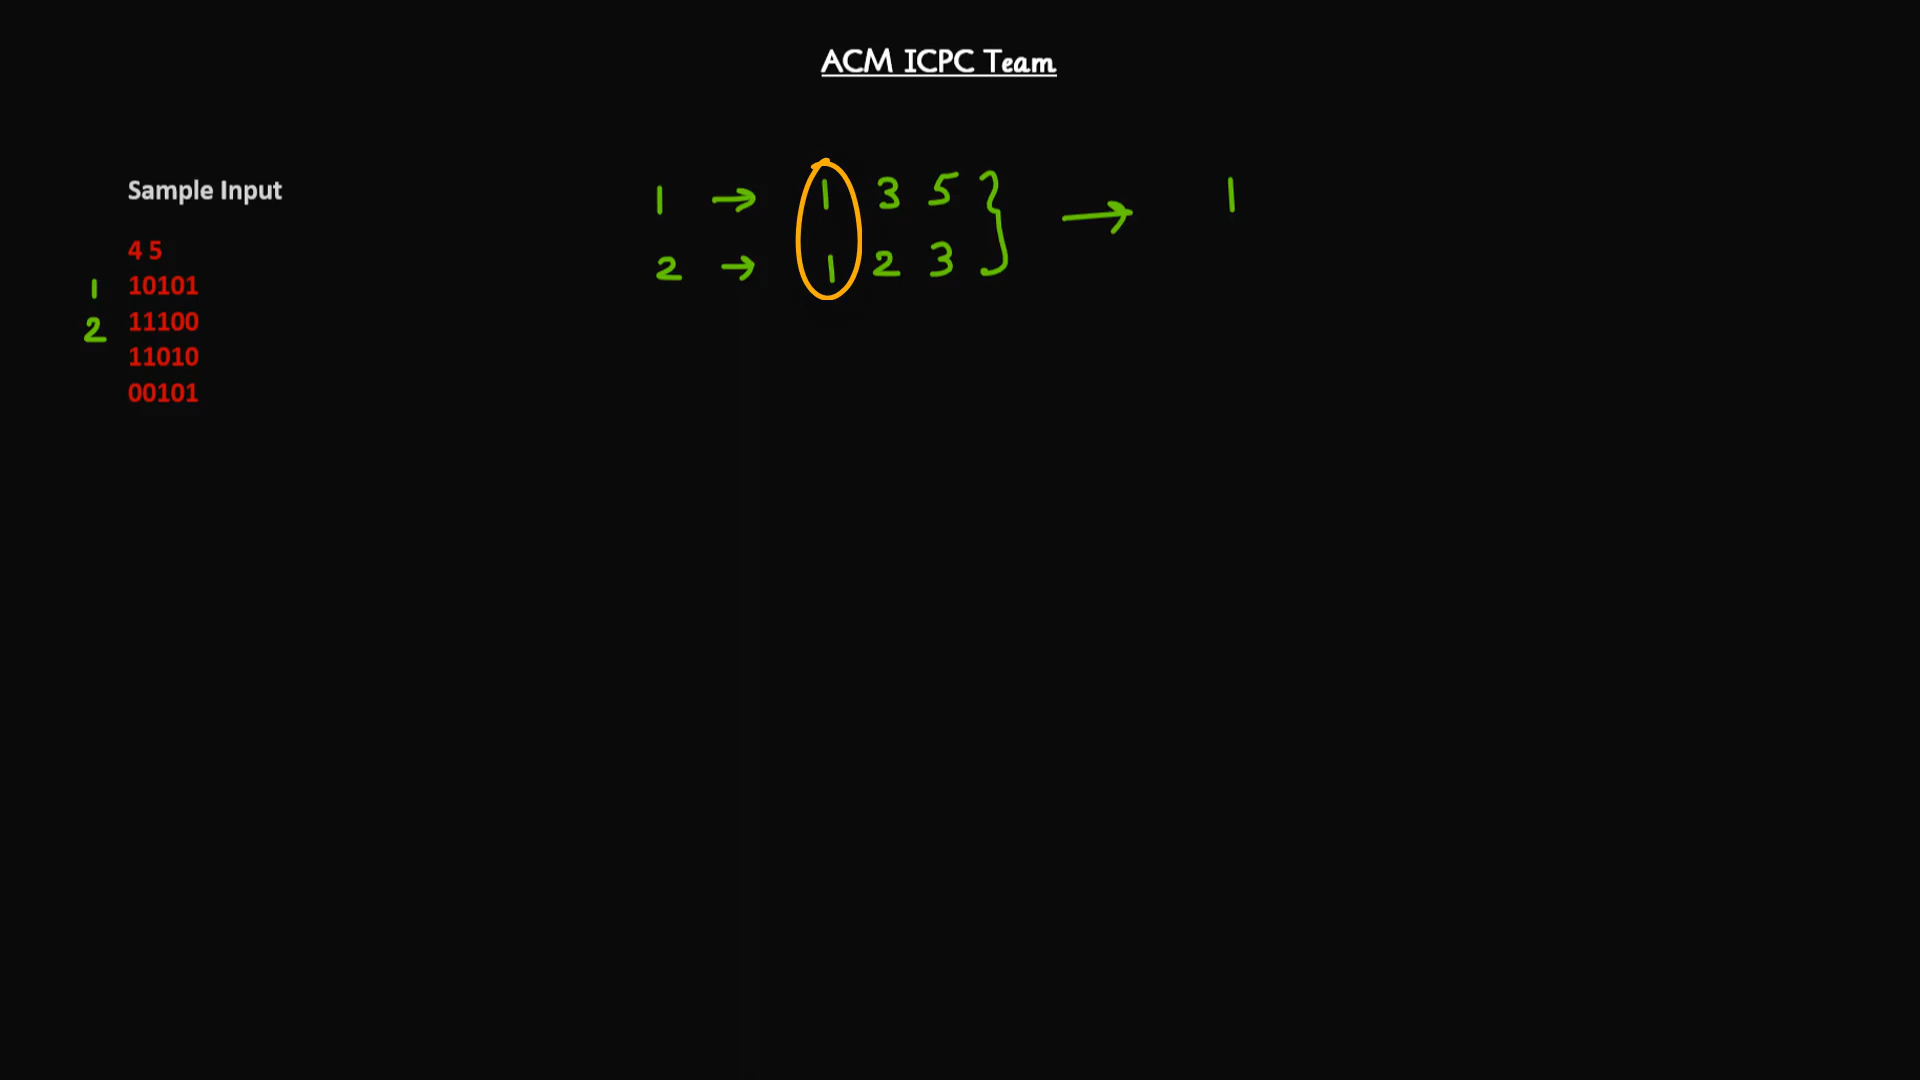 ACM ICPC Team
Sample Input
4 5
1 10101
2 11100
11010
00101
1 → 1 3 5 } → 1
2 → 1 2 3